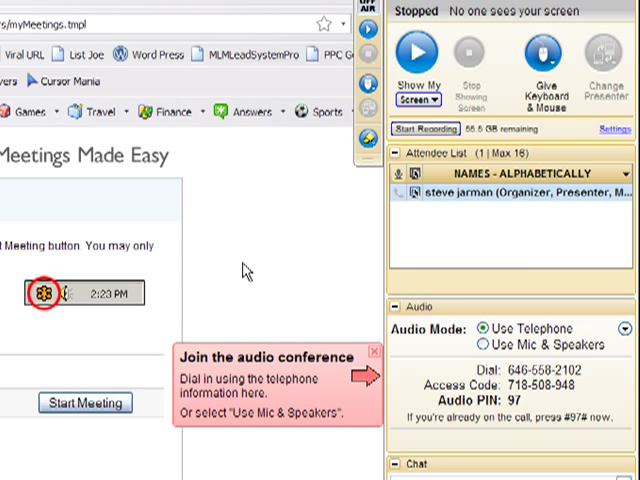 s/myMeetings.tmpl
Viral URL
List Joe
Word Press
MLMLeadSystemPro
PPC G
vers
Cursor Mania
Games
Travel
Finance
Answers
Sports
Meetings Made Easy
t Meeting button. You may only
2:23 PM
Start Meeting
OFF
AIR
Stopped No one sees your screen
Show My
Screen
Stop
Showing
Screen
Give
Keyboard
& Mouse
Change
Presenter
Start Recording
55.5 GB remaining
Settings
Attendee List (1 | Max 16)
NAMES - ALPHABETICALLY
steve jarman (Organizer, Presenter, M...
Audio
Audio Mode:
Use Telephone
Use Mic & Speakers
Dial: 646-558-2102
Access Code: 718-508-948
Audio PIN: 97
If you're already on the call, press #97# now.
Join the audio conference
Dial in using the telephone
information here.
Or select "Use Mic & Speakers".
Chat